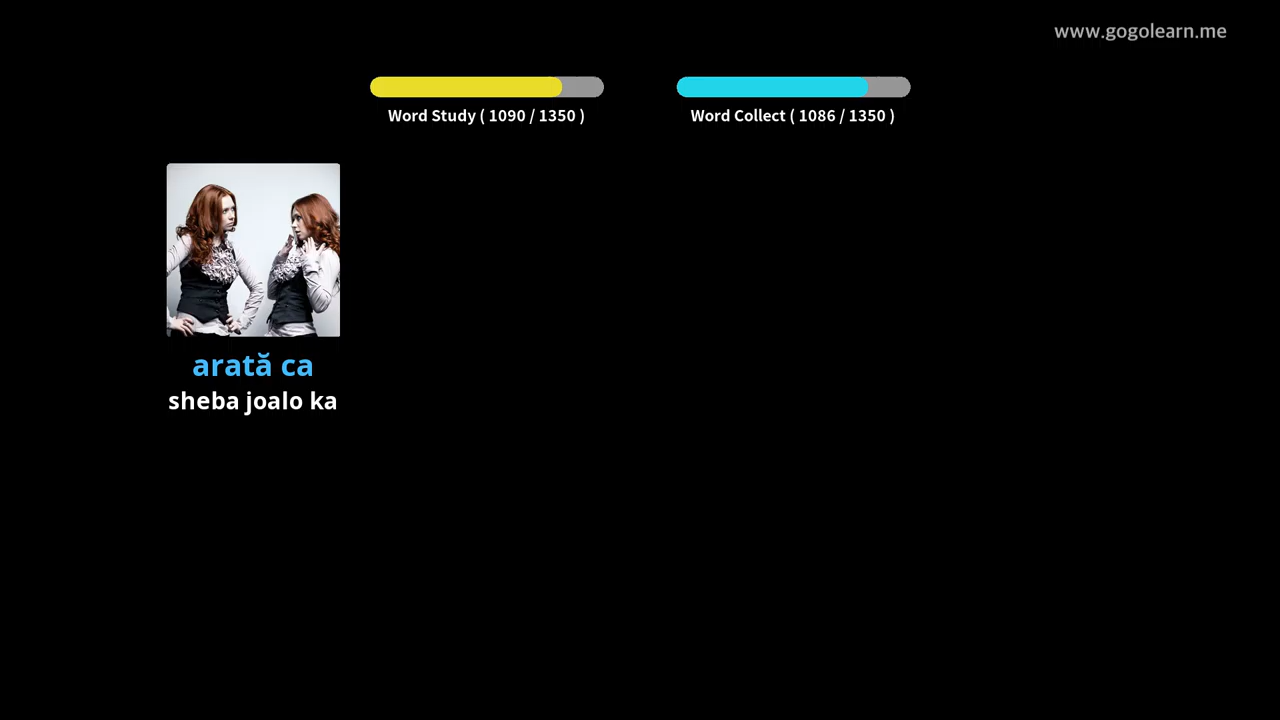 www.gogolearn.me
Word Study ( 1090 / 1350 )
Word Collect ( 1086 / 1350 )
arată ca
sheba joalo ka